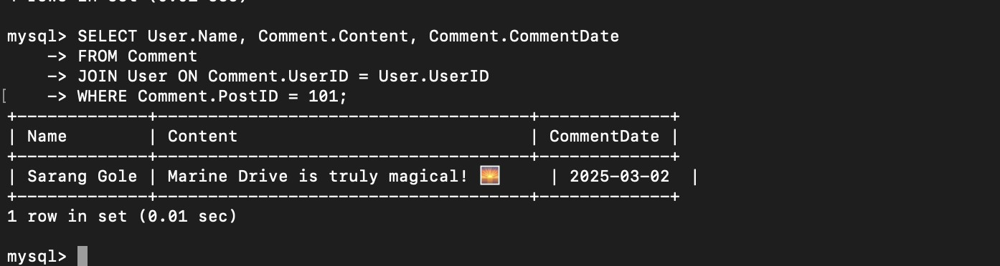 mysql> SELECT User.Name, Comment.Content, Comment.CommentDate
    -> FROM Comment
    -> JOIN User ON Comment.UserID = User.UserID
[    -> WHERE Comment.PostID = 101;
+-------------+-------------------------------------+-------------+
| Name        | Content                             | CommentDate |
+-------------+-------------------------------------+-------------+
| Sarang Gole | Marine Drive is truly magical! 🌅     | 2025-03-02  |
+-------------+-------------------------------------+-------------+
1 row in set (0.01 sec)

mysql>